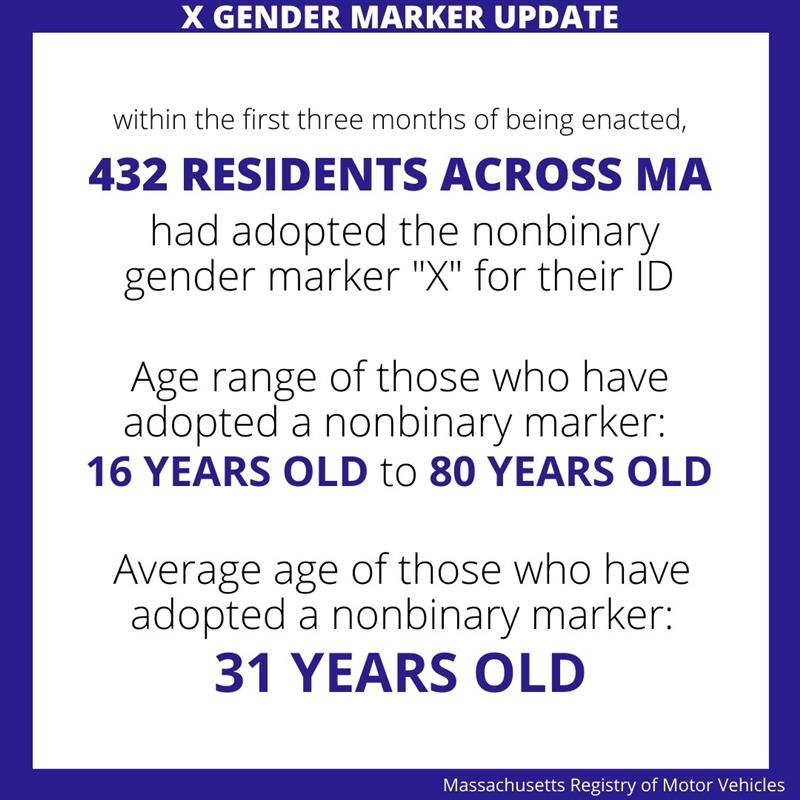 X GENDER MARKER UPDATE
within the first three months of being enacted,
432 RESIDENTS ACROSS MA
had adopted the nonbinary
gender marker "X" for their ID
Age range of those who have
adopted a nonbinary marker:
16 YEARS OLD to 80 YEARS OLD
Average age of those who have
adopted a nonbinary marker:
31 YEARS OLD
Massachusetts Registry of Motor Vehicles